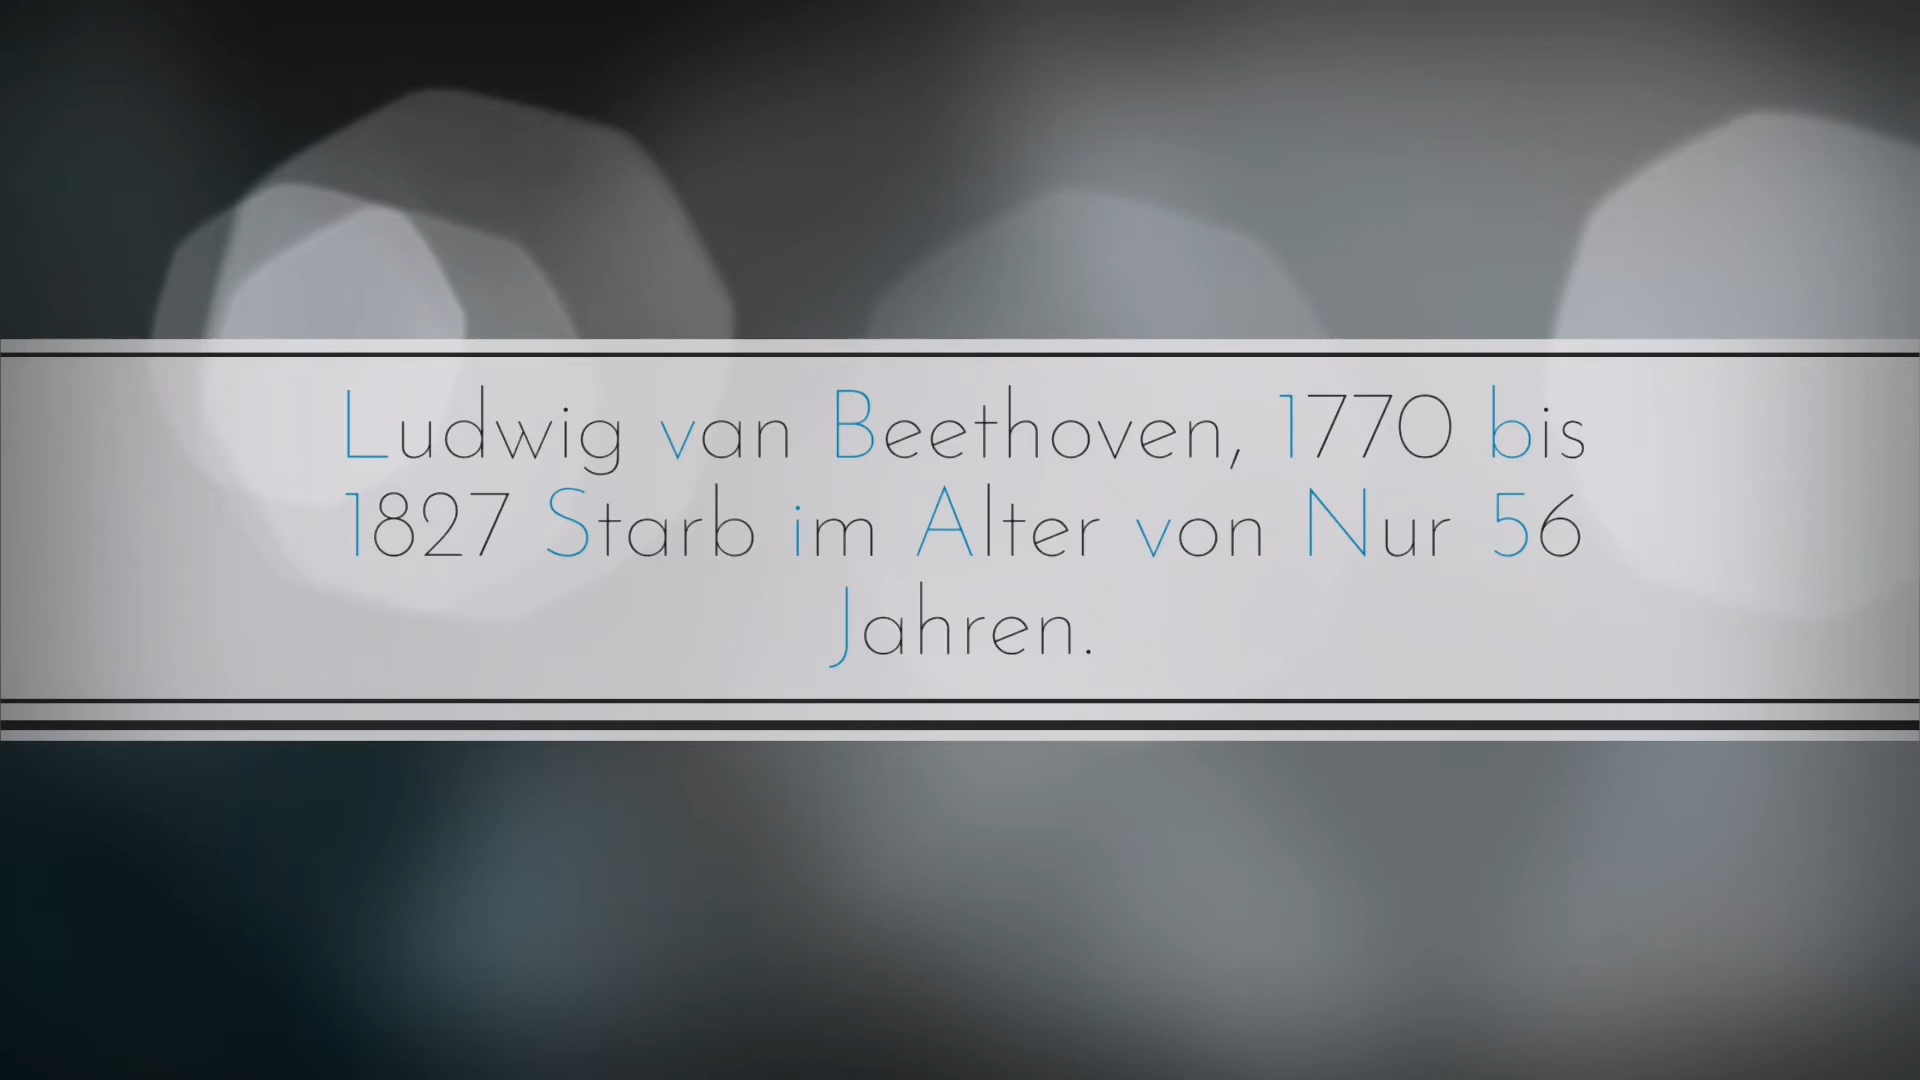 Ludwig van Beethoven, 1770 bis
1827 Starb im Alter von Nur 56
Jahren.